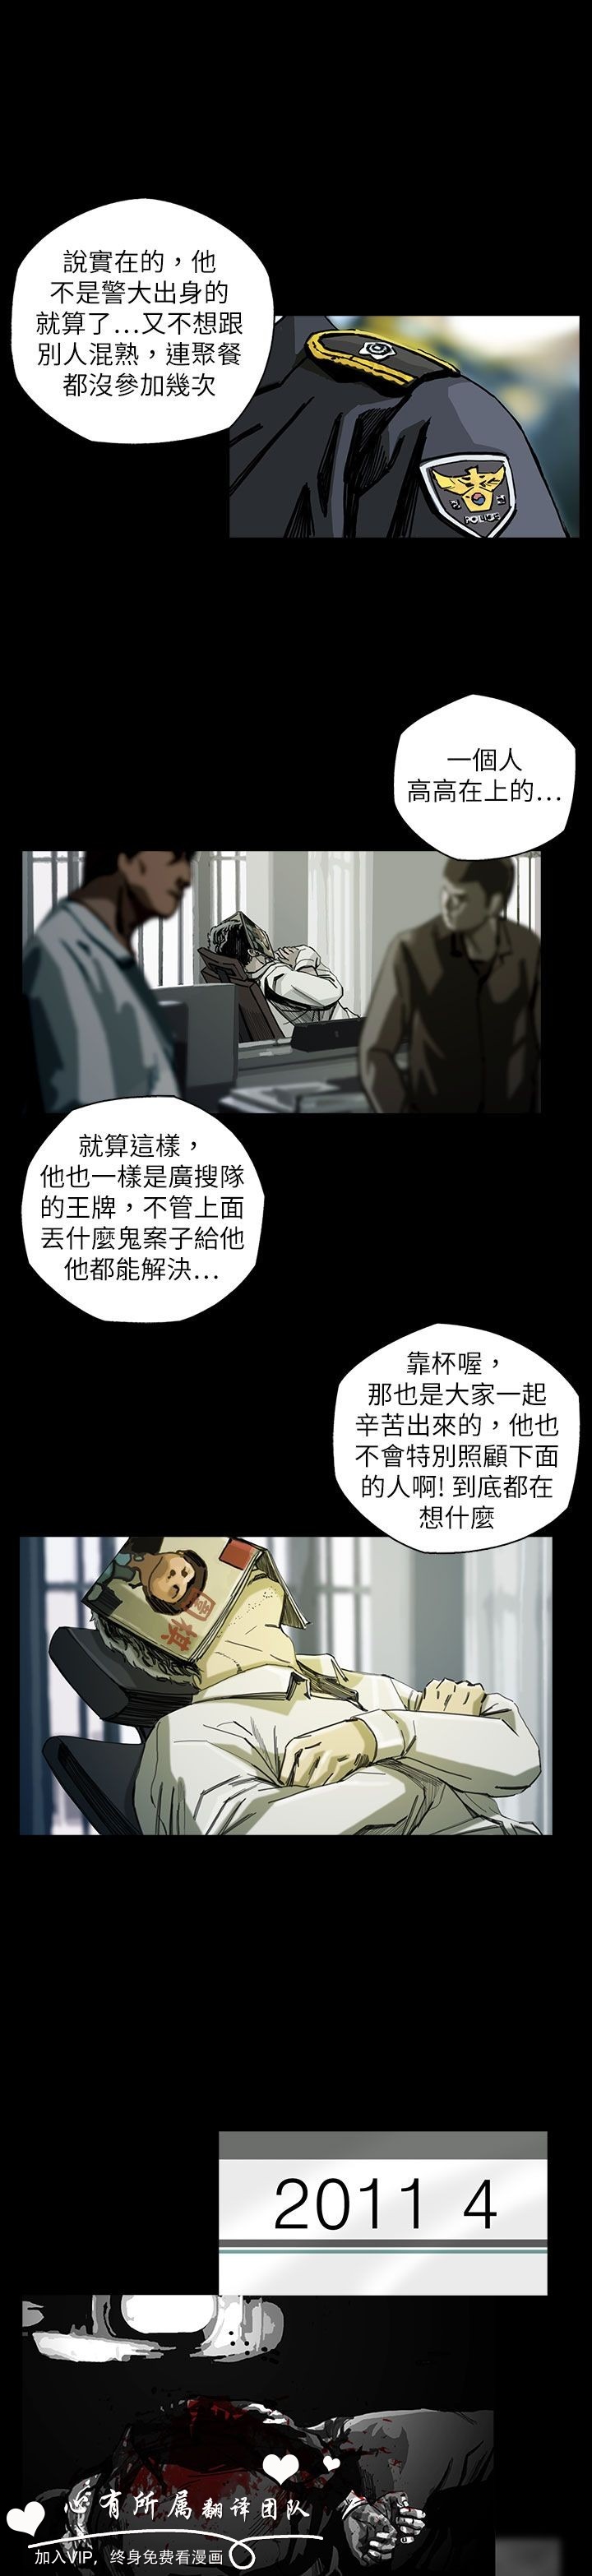 說實在的，他
不是警大出身的
就算了...又不想跟
別人混熟，連聚餐
都沒參加幾次
POLICE
一個人
高高在上的...
就算這樣，
他也一樣是廣搜隊
的王牌，不管上面
丟什麼鬼案子給他
他都能解決...
靠杯喔，
那也是大家一起
辛苦出來的，他也
不會特別照顧下面
的人啊! 到底都在
想什麼
2011 4
心有所属翻译团队
加入VIP，终身免费看漫画